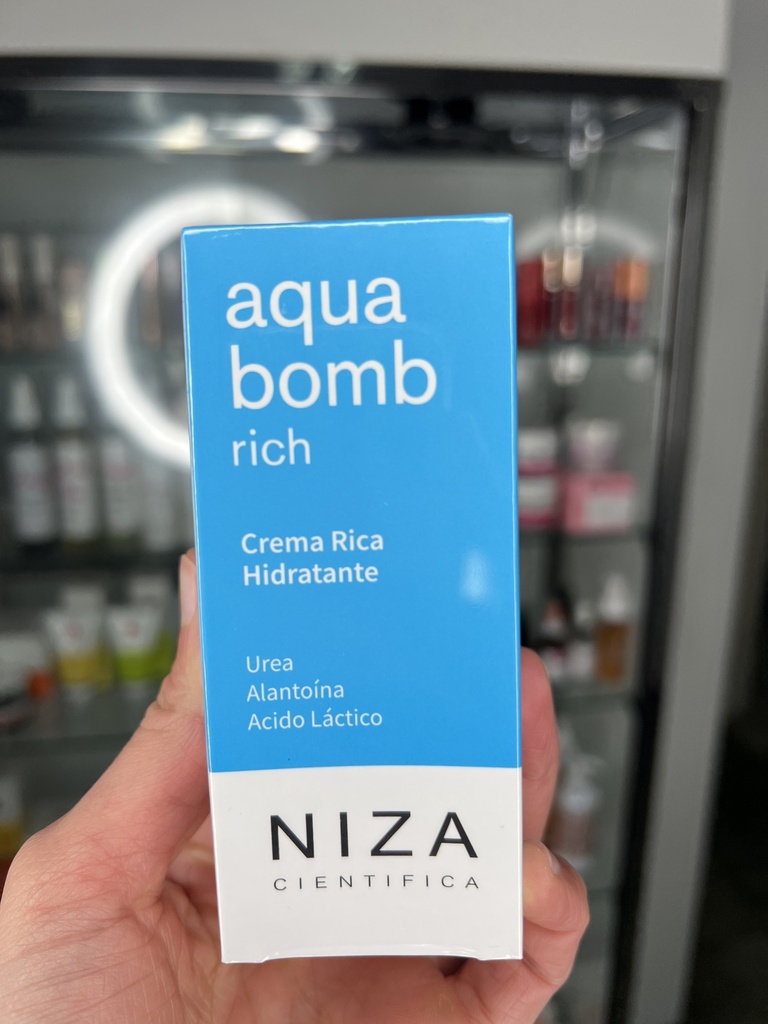 aqua
bomb
rich
Crema Rica
Hidratante
Urea
Alantoína
Acido Láctico
NIZA
CIENTIFICA